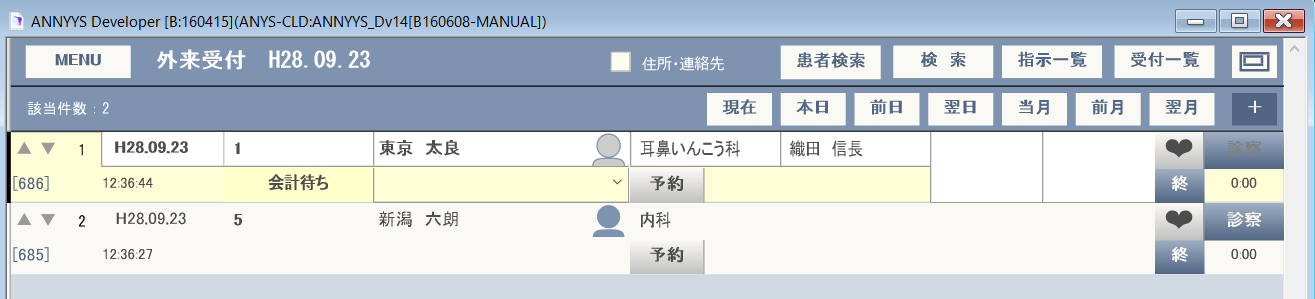 ANNYYS Developer [B:160415](ANYS-CLD:ANNYYS_Dv14[B160608-MANUAL])
MENU 外来受付 H28.09.23 住所・連絡先 患者検索 検 索 指示一覧 受付一覧
該当件数 : 2 現在 本日 前日 翌日 当月 前月 翌月 +
1 H28.09.23 1 東京 太良 耳鼻いんこう科 織田 信長 診察
[686] 12:36:44 会計待ち 予約 終 0:00
2 H28.09.23 5 新潟 六朗 内科 診察
[685] 12:36:27 予約 終 0:00